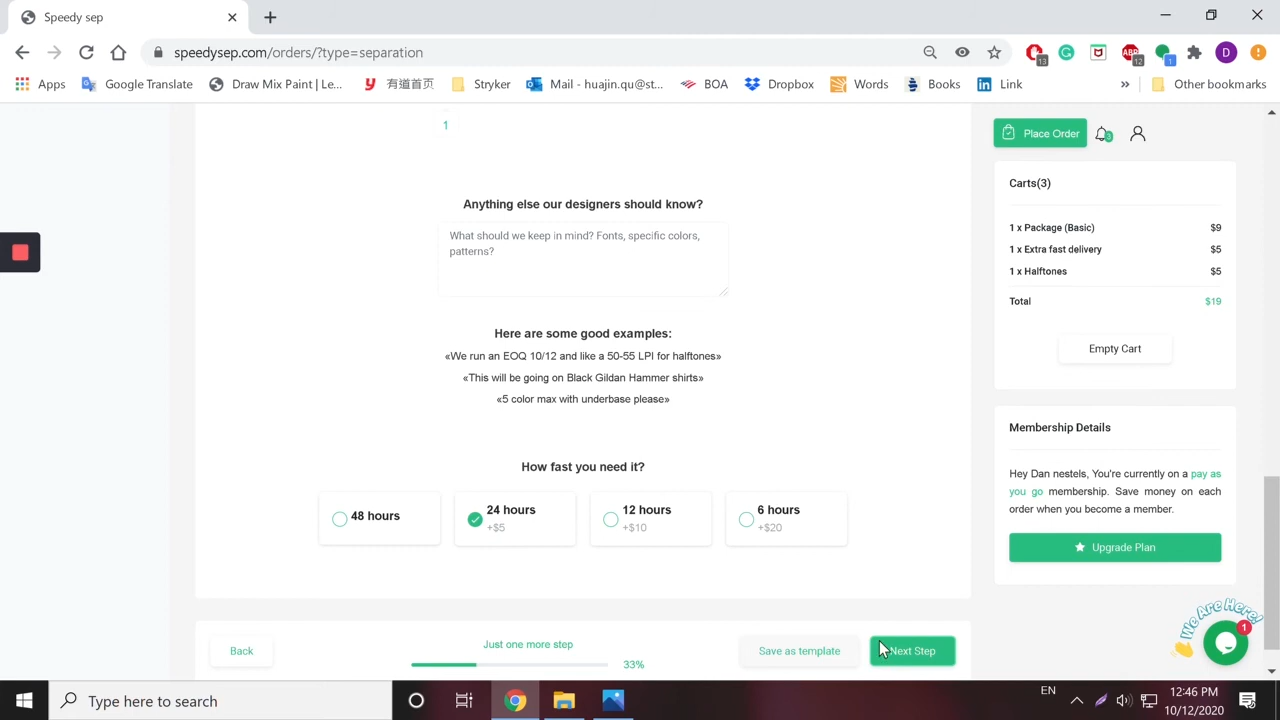 Speedy sep
speedysep.com/orders/?type=separation
13
12
1
D
Apps
Google Translate
Draw Mix Paint | Le...
有道首页
Stryker
Mail - huajin.qu@st...
BOA
Dropbox
Words
Books
Link
»
Other bookmarks
1
Place Order
3
Carts(3)
1 x Package (Basic) $9
1 x Extra fast delivery $5
1 x Halftones $5
Total $19
Empty Cart
Anything else our designers should know?
What should we keep in mind? Fonts, specific colors,
patterns?
Here are some good examples:
«We run an EOQ 10/12 and like a 50-55 LPI for halftones»
«This will be going on Black Gildan Hammer shirts»
«5 color max with underbase please»
Membership Details
Hey Dan nestels, You're currently on a pay as
you go membership. Save money on each
order when you become a member.
Upgrade Plan
How fast you need it?
48 hours
24 hours
+$5
12 hours
+$10
6 hours
+$20
We Are Here!
1
Back
Just one more step
33%
Save as template
Next Step
Type here to search
EN
12:46 PM
10/12/2020